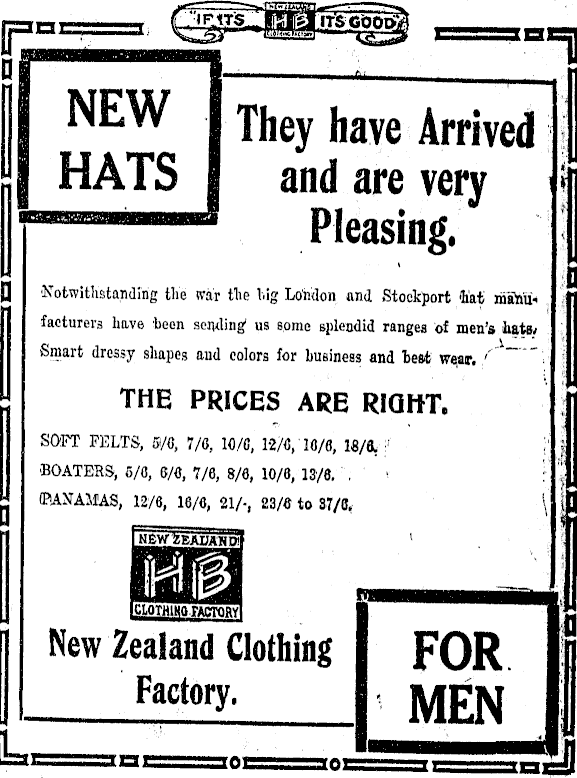 "IF IT'S NEW ZEALAND HB CLOTHING FACTORY IT'S GOOD"
NEW
HATS
They have Arrived
and are very
Pleasing.
Notwithstanding the war the big London and Stockport hat manu-
facturers have been sending us some splendid ranges of men's hats.
Smart dressy shapes and colors for business and best wear.
THE PRICES ARE RIGHT.
SOFT FELTS, 5/6, 7/6, 10/6, 12/6, 16/6, 18/6.
BOATERS, 5/6, 6/6, 7/6, 8/6, 10/6, 13/6.
PANAMAS, 12/6, 16/6, 21/-, 23/6 to 37/6.
NEW ZEALAND
HB
CLOTHING FACTORY
New Zealand Clothing
Factory.
FOR
MEN